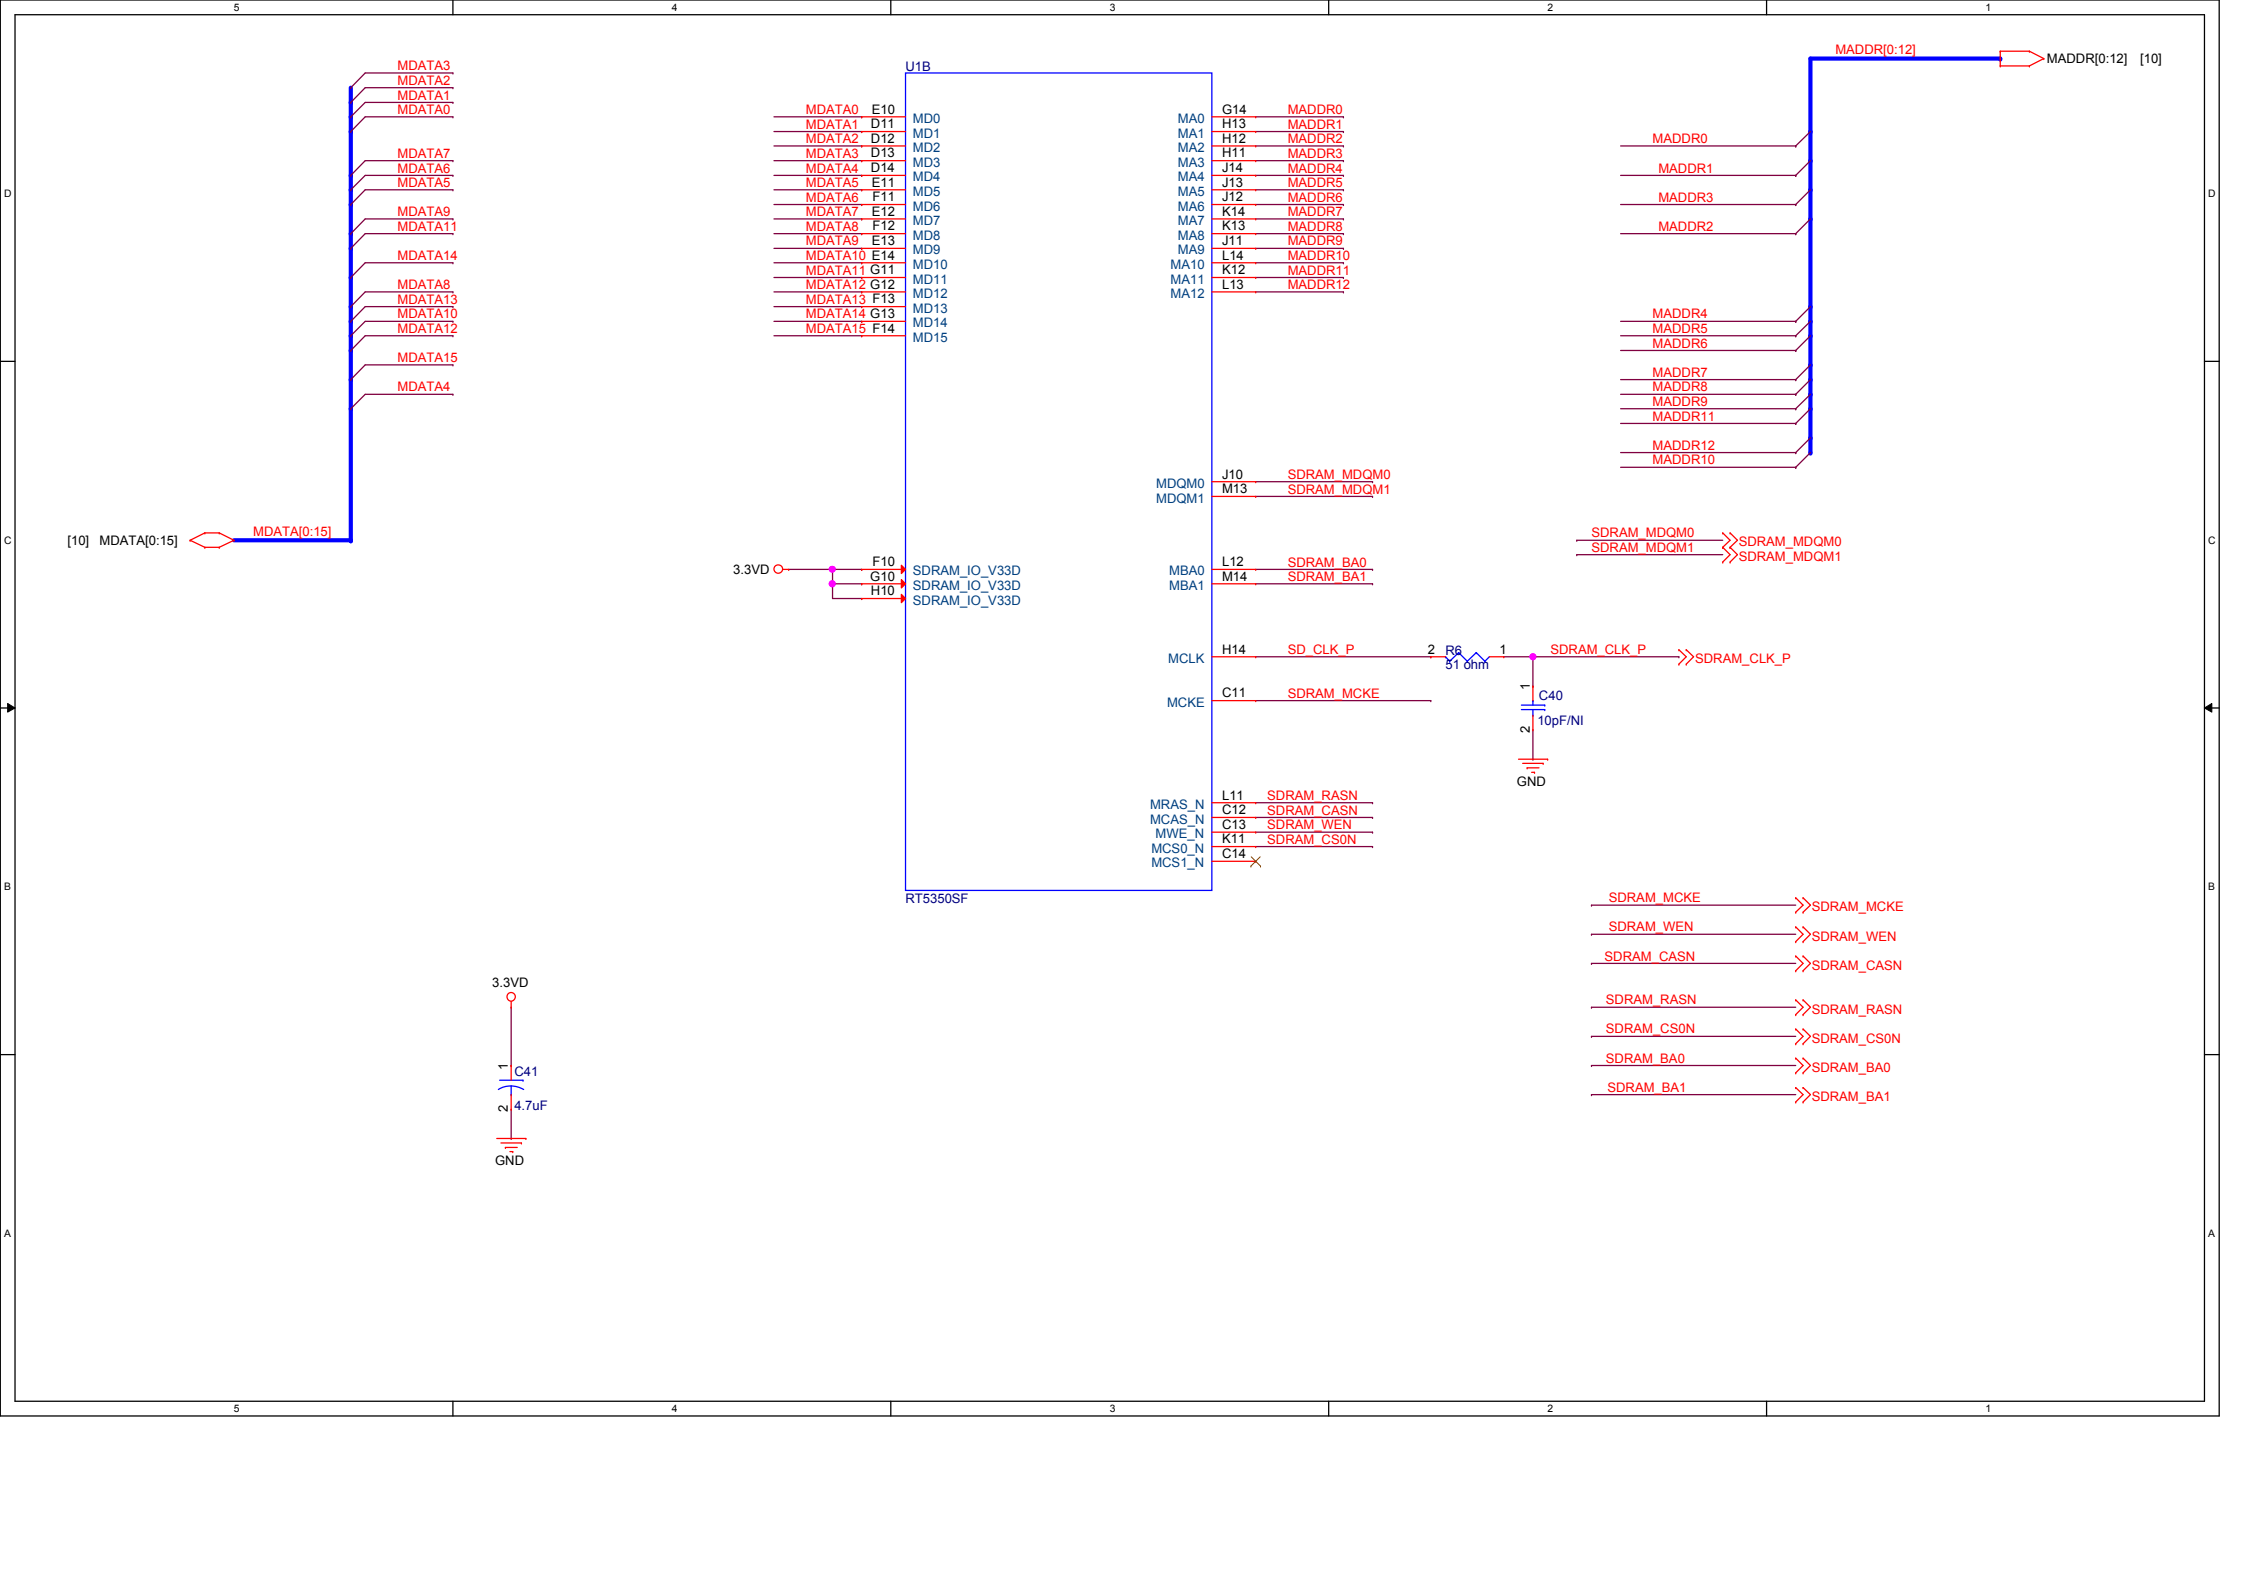 5 4 3 2 1
MDATA3
MDATA2
MDATA1
MDATA0
MDATA7
MDATA6
MDATA5
MDATA9
MDATA11
MDATA14
MDATA8
MDATA13
MDATA10
MDATA12
MDATA15
MDATA4
[10] MDATA[0:15] MDATA[0:15]
U1B
MDATA0 E10 MD0
MDATA1 D11 MD1
MDATA2 D12 MD2
MDATA3 D13 MD3
MDATA4 D14 MD4
MDATA5 E11 MD5
MDATA6 F11 MD6
MDATA7 E12 MD7
MDATA8 F12 MD8
MDATA9 E13 MD9
MDATA10 E14 MD10
MDATA11 G11 MD11
MDATA12 G12 MD12
MDATA13 F13 MD13
MDATA14 G13 MD14
MDATA15 F14 MD15
3.3VD F10 SDRAM_IO_V33D
G10 SDRAM_IO_V33D
H10 SDRAM_IO_V33D
MA0 G14 MADDR0
MA1 H13 MADDR1
MA2 H12 MADDR2
MA3 H11 MADDR3
MA4 J14 MADDR4
MA5 J13 MADDR5
MA6 J12 MADDR6
MA7 K14 MADDR7
MA8 K13 MADDR8
MA9 J11 MADDR9
MA10 L14 MADDR10
MA11 K12 MADDR11
MA12 L13 MADDR12
MDQM0 J10 SDRAM_MDQM0
MDQM1 M13 SDRAM_MDQM1
MBA0 L12 SDRAM_BA0
MBA1 M14 SDRAM_BA1
MCLK H14 SD_CLK_P 2 R6 1 SDRAM_CLK_P SDRAM_CLK_P
51 ohm
MCKE C11 SDRAM_MCKE
1 C40
2 10pF/NI
GND
MRAS_N L11 SDRAM_RASN
MCAS_N C12 SDRAM_CASN
MWE_N C13 SDRAM_WEN
MCS0_N K11 SDRAM_CS0N
MCS1_N C14
RT5350SF
MADDR[0:12] MADDR[0:12] [10]
MADDR0
MADDR1
MADDR3
MADDR2
MADDR4
MADDR5
MADDR6
MADDR7
MADDR8
MADDR9
MADDR11
MADDR12
MADDR10
SDRAM_MDQM0 SDRAM_MDQM0
SDRAM_MDQM1 SDRAM_MDQM1
SDRAM_MCKE SDRAM_MCKE
SDRAM_WEN SDRAM_WEN
SDRAM_CASN SDRAM_CASN
SDRAM_RASN SDRAM_RASN
SDRAM_CS0N SDRAM_CS0N
SDRAM_BA0 SDRAM_BA0
SDRAM_BA1 SDRAM_BA1
3.3VD
1 C41
2 4.7uF
GND
D D
C C
B B
A A
5 4 3 2 1